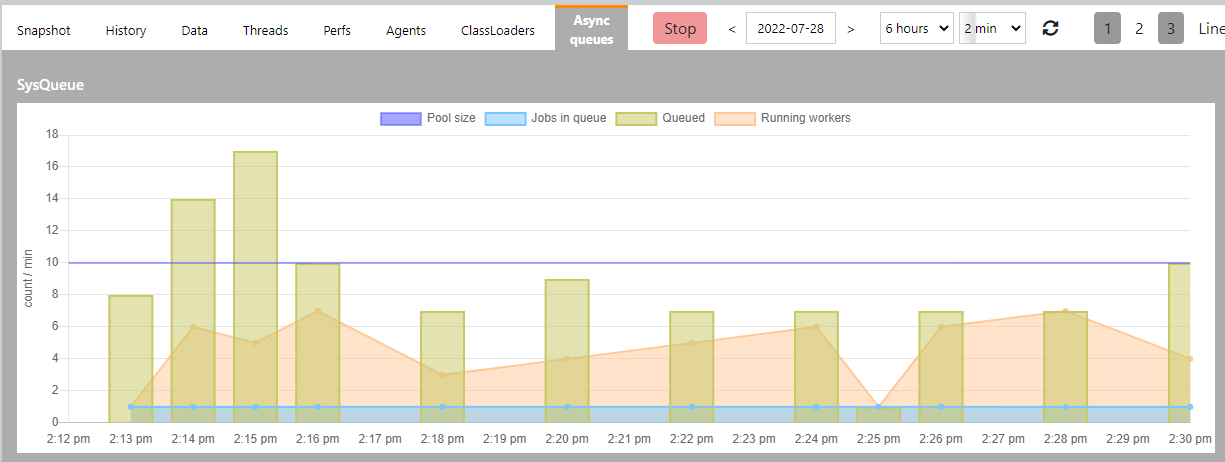 Snapshot History Data Threads Perfs Agents ClassLoaders Async queues Stop < 2022-07-28 > 6 hours 2 min 1 2 3 Line
SysQueue
Pool size Jobs in queue Queued Running workers
18
16
14
12
10
8
6
4
2
0
count / min
2:12 pm 2:13 pm 2:14 pm 2:15 pm 2:16 pm 2:17 pm 2:18 pm 2:19 pm 2:20 pm 2:21 pm 2:22 pm 2:23 pm 2:24 pm 2:25 pm 2:26 pm 2:27 pm 2:28 pm 2:29 pm 2:30 pm